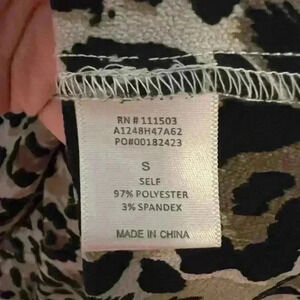 RN # 111503
A1248H47A62
PO#00182423
S
SELF
97% POLYESTER
3% SPANDEX
MADE IN CHINA